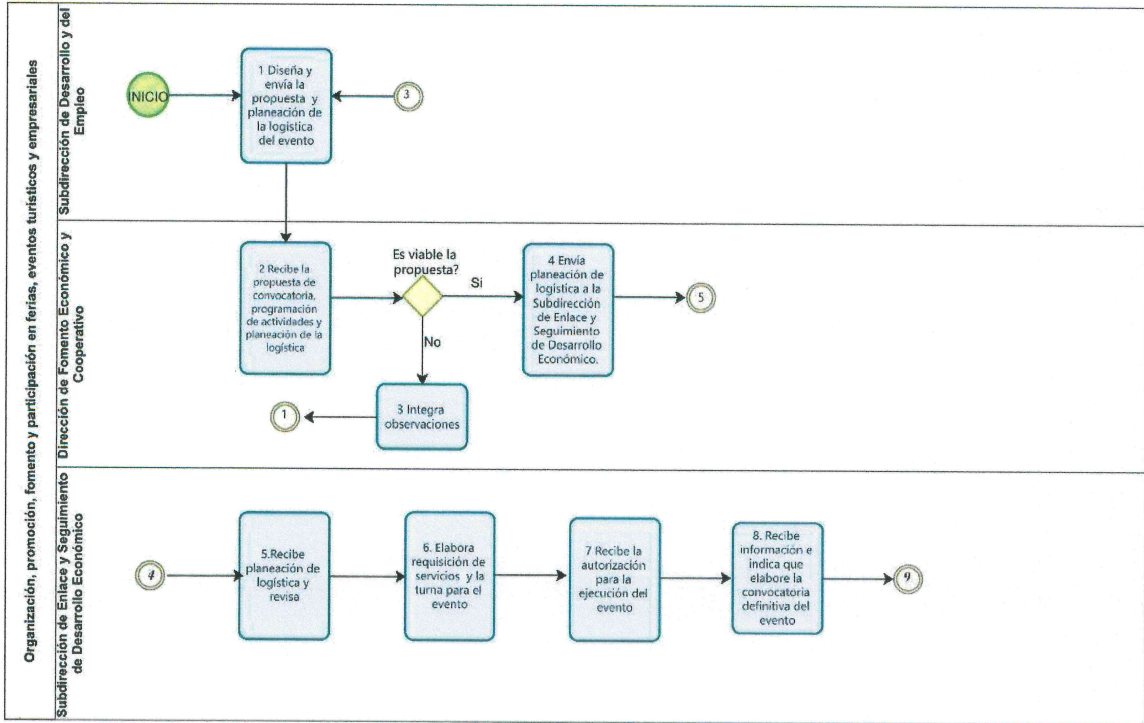 Organización, promoción, fomento y participación en ferias, eventos turísticos y empresariales
Subdirección de Desarrollo y del
Empleo
INICIO
1 Diseña y
envía la
propuesta y
planeación de
la logística
del evento
3
Dirección de Fomento Económico y
Cooperativo
2 Recibe la
propuesta de
convocatoria,
programación
de actividades y
planeación de la
logística
Es viable la
propuesta?
Si
No
4 Envía
planeación de
logística a la
Subdirección
de Enlace y
Seguimiento
de Desarrollo
Económico.
5
3 Integra
observaciones
1
Subdirección de Enlace y Seguimiento
de Desarrollo Económico
4
5.Recibe
planeación de
logística y
revisa
6. Elabora
requisición de
servicios y la
turna para el
evento
7 Recibe la
autorización
para la
ejecución del
evento
8. Recibe
información e
indica que
elabore la
convocatoria
definitiva del
evento
9